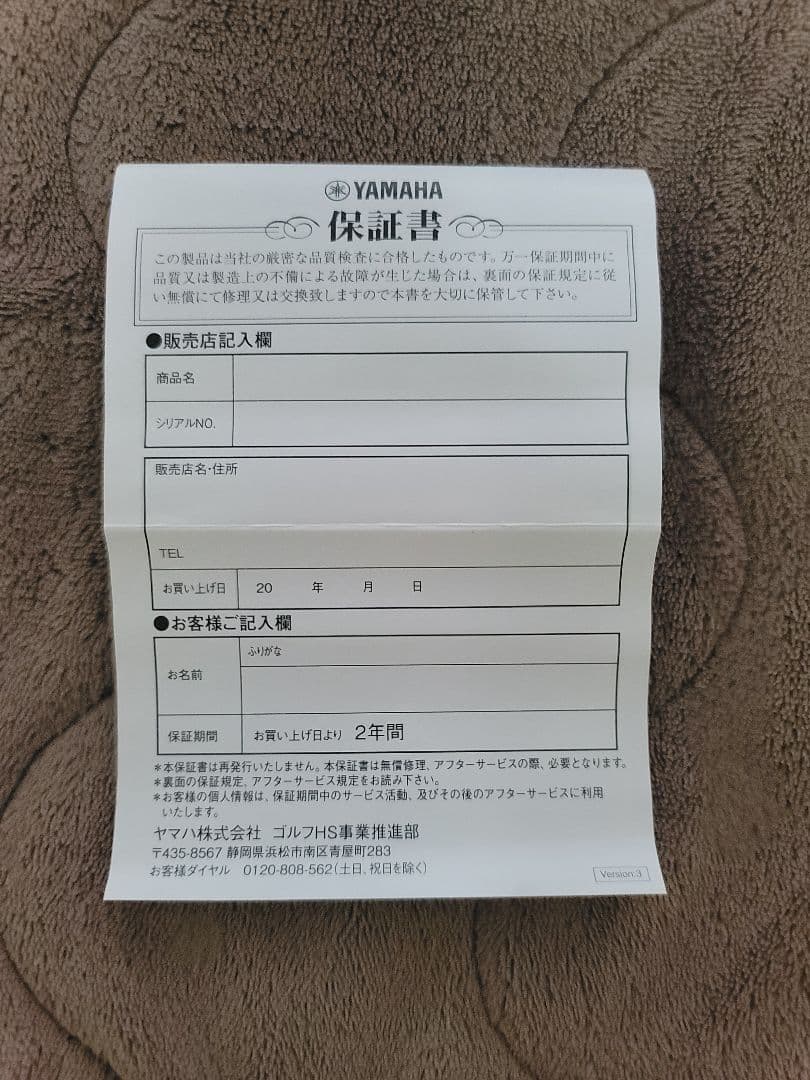 YAMAHA
保証書
この製品は当社の厳密な品質検査に合格したものです。万一保証期間中に
品質又は製造上の不備による故障が生じた場合は、裏面の保証規定に従
い無償にて修理又は交換致しますので本書を大切に保管して下さい。
●販売店記入欄
商品名
シリアルNO.
販売店名・住所
TEL
お買い上げ日 20 年 月 日
●お客様ご記入欄
ふりがな
お名前
保証期間 お買い上げ日より 2年間
*本保証書は再発行いたしません。本保証書は無償修理、アフターサービスの際、必要となります。
*裏面の保証規定、アフターサービス規定をお読み下さい。
*お客様の個人情報は、保証期間中のサービス活動、及びその後のアフターサービスに利用
いたします。
ヤマハ株式会社 ゴルフHS事業推進部
〒435-8567 静岡県浜松市南区青屋町283
お客様ダイヤル 0120-808-562(土日、祝日を除く)
Version:3